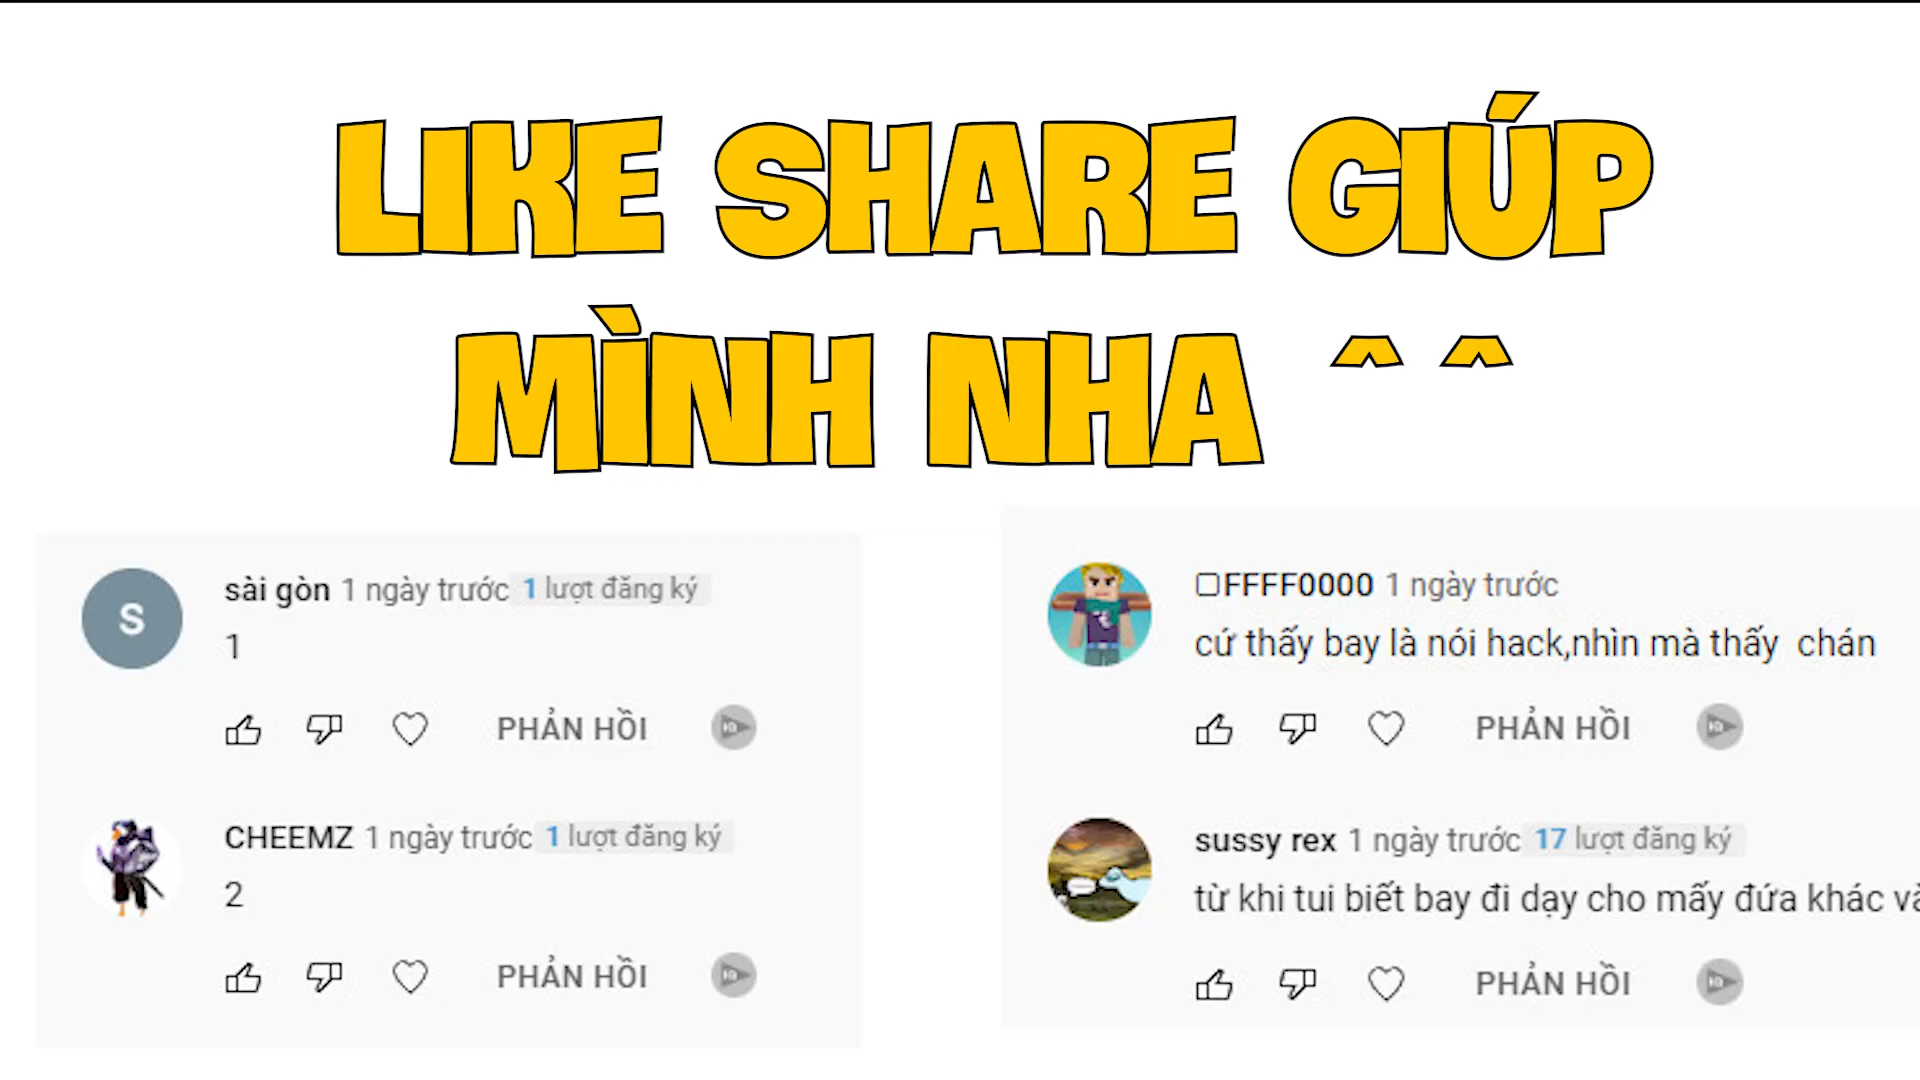 LIKE SHARE GIÚP
MÌNH NHA ^ ^
S
sài gòn 1 ngày trước 1 lượt đăng ký
1
PHẢN HỒI
CHEEMZ 1 ngày trước 1 lượt đăng ký
2
PHẢN HỒI
▢FFFF0000 1 ngày trước
cứ thấy bay là nói hack,nhìn mà thấy chán
PHẢN HỒI
sussy rex 1 ngày trước 17 lượt đăng ký
từ khi tui biết bay đi dạy cho mấy đứa khác
PHẢN HỒI